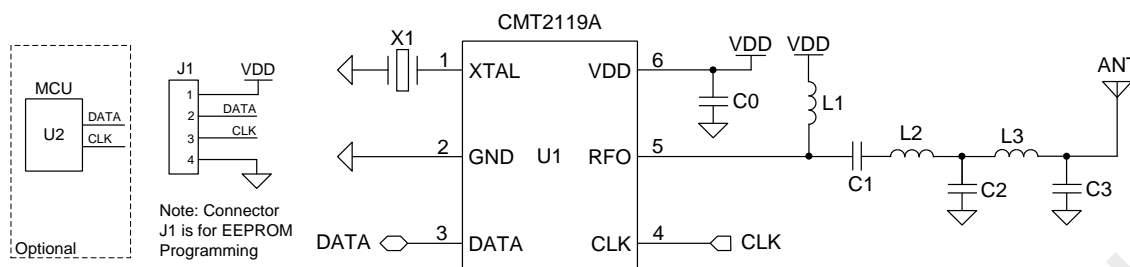 CMT2119A
MCU
U2
DATA
CLK
Optional
J1
VDD
1
2
DATA
3
CLK
4
Note: Connector
J1 is for EEPROM
Programming
X1
1
XTAL
2
GND
DATA
3
DATA
U1
VDD
6
RFO
5
CLK
4
CLK
VDD
C0
VDD
L1
C1
L2
C2
L3
C3
ANT